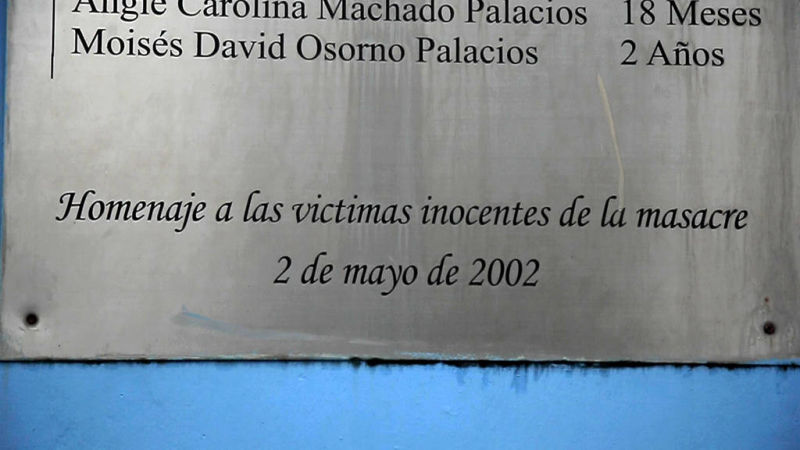 Angie Carolina Machado Palacios 18 Meses
Moisés David Osorno Palacios 2 Años
Homenaje a las victimas inocentes de la masacre
2 de mayo de 2002